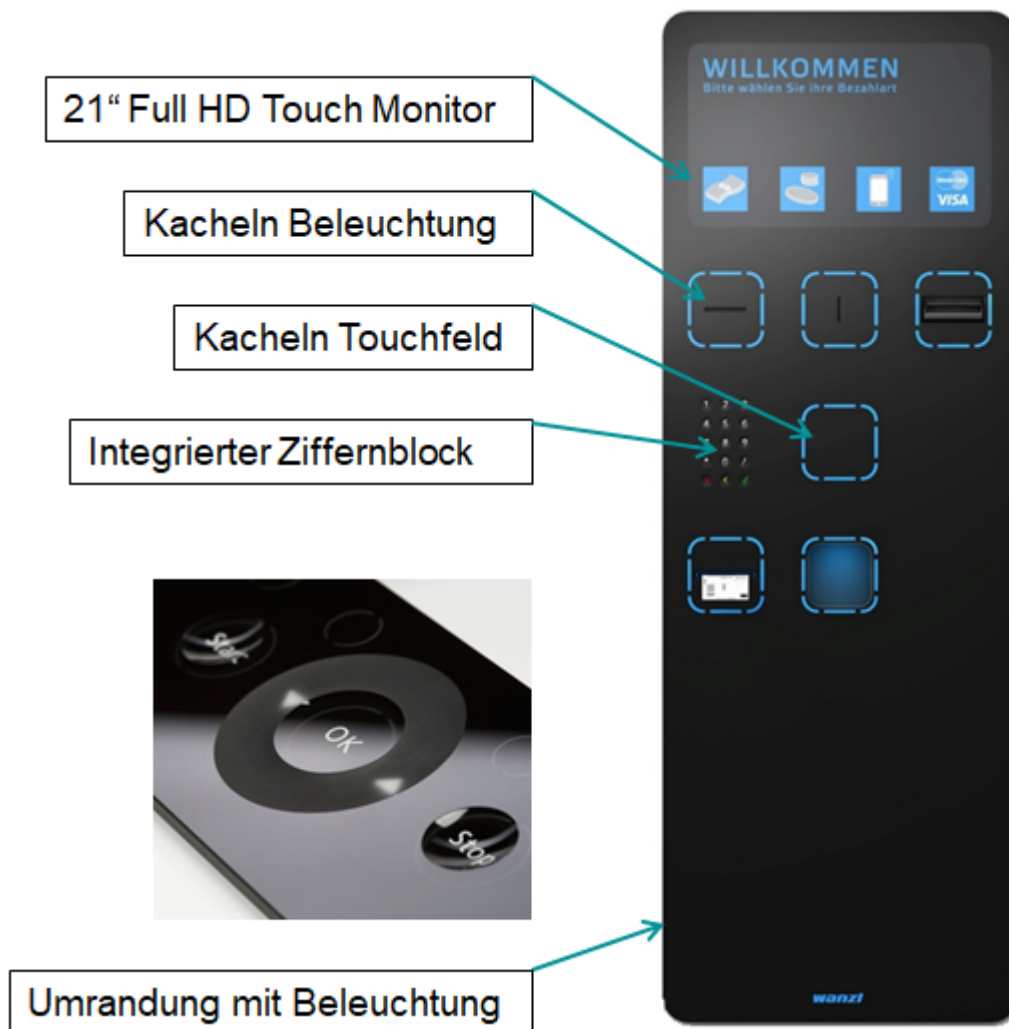 21“ Full HD Touch Monitor
Kacheln Beleuchtung
Kacheln Touchfeld
Integrierter Ziffernblock
Umrandung mit Beleuchtung
WILLKOMMEN
Bitte wählen Sie ihre Bezahlart
MasterCard
VISA
1 2 3
4 5 6
8 9
* 0 /
OK
Stop
wanzl